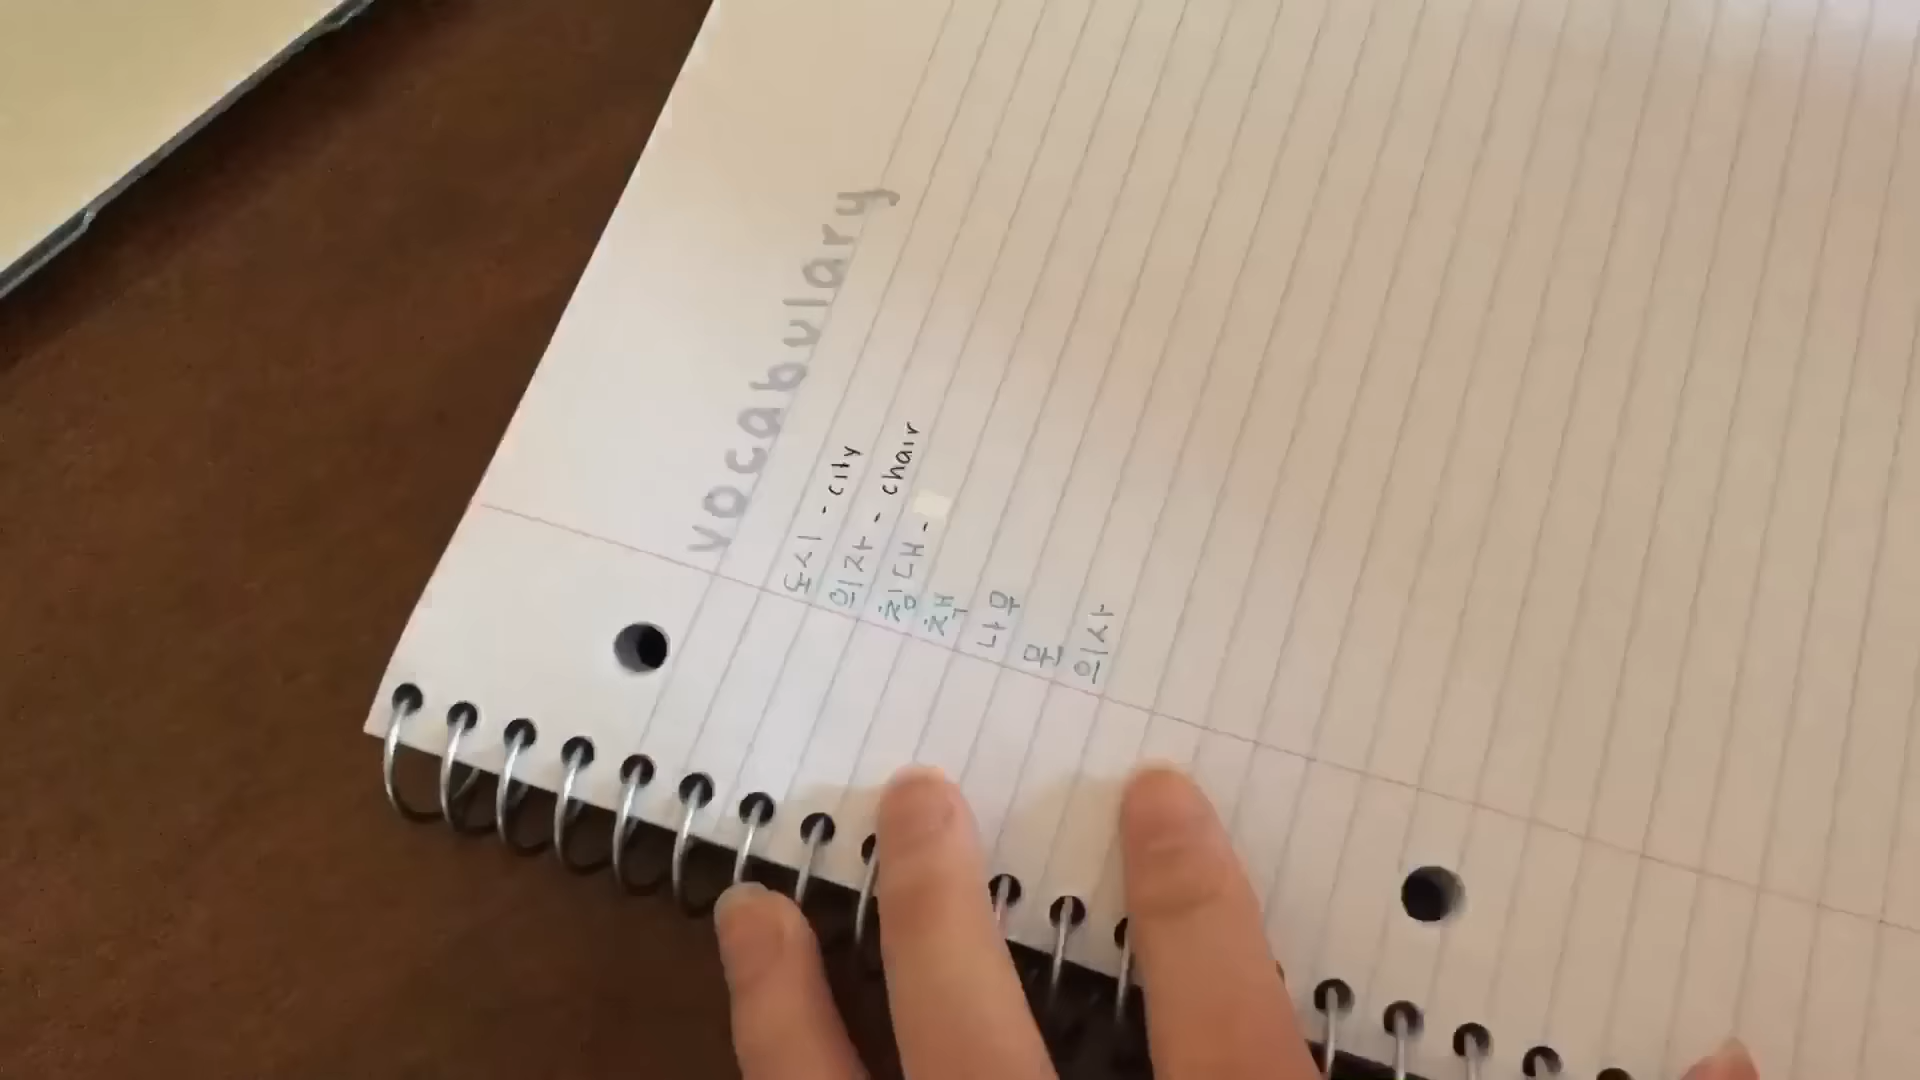 vocabulary
도시 - city
의자 - chair
침대 -
책
나무
문
의사